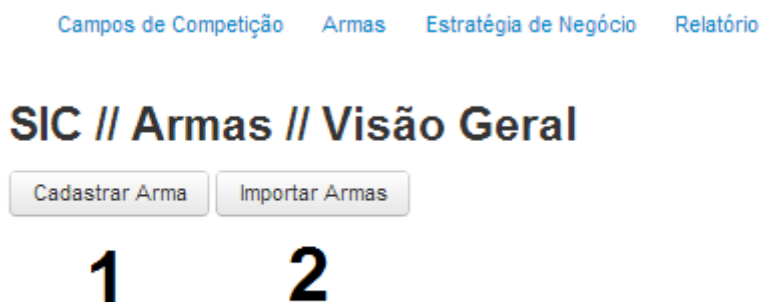 Campos de Competição Armas Estratégia de Negócio Relatório
SIC // Armas // Visão Geral
Cadastrar Arma Importar Armas
1 2